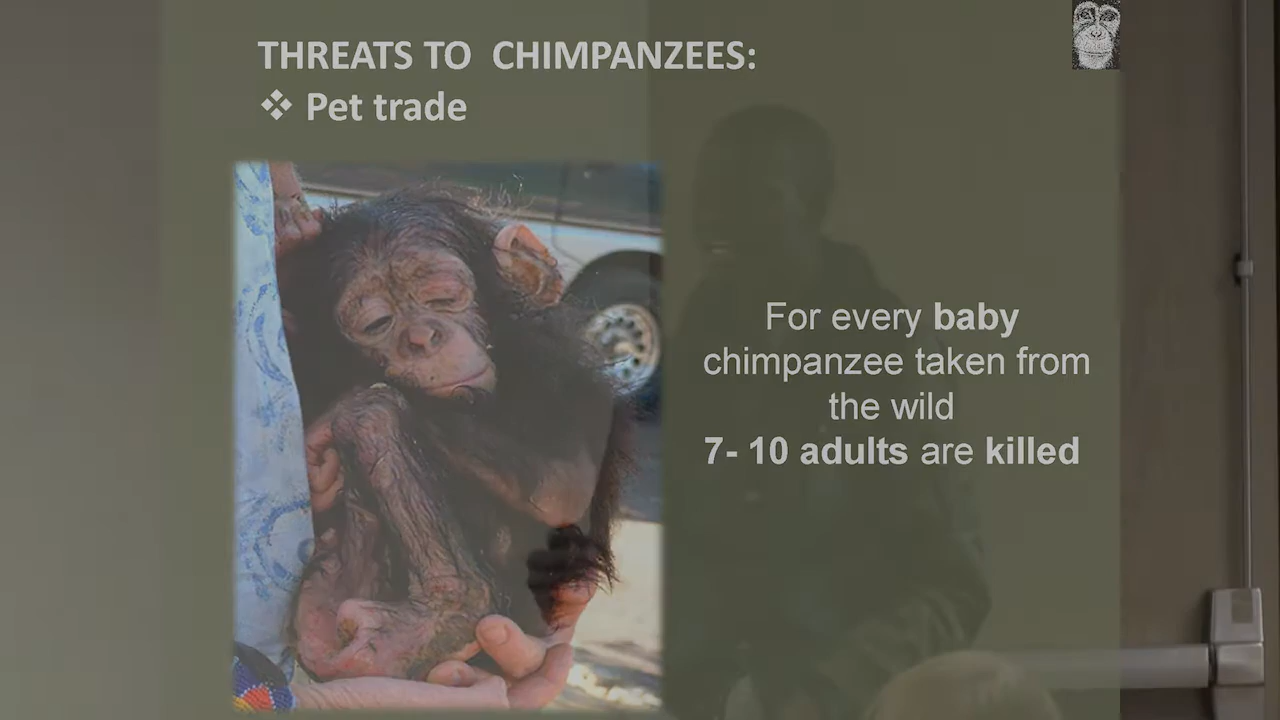 THREATS TO CHIMPANZEES:
❖ Pet trade
For every baby
chimpanzee taken from
the wild
7- 10 adults are killed